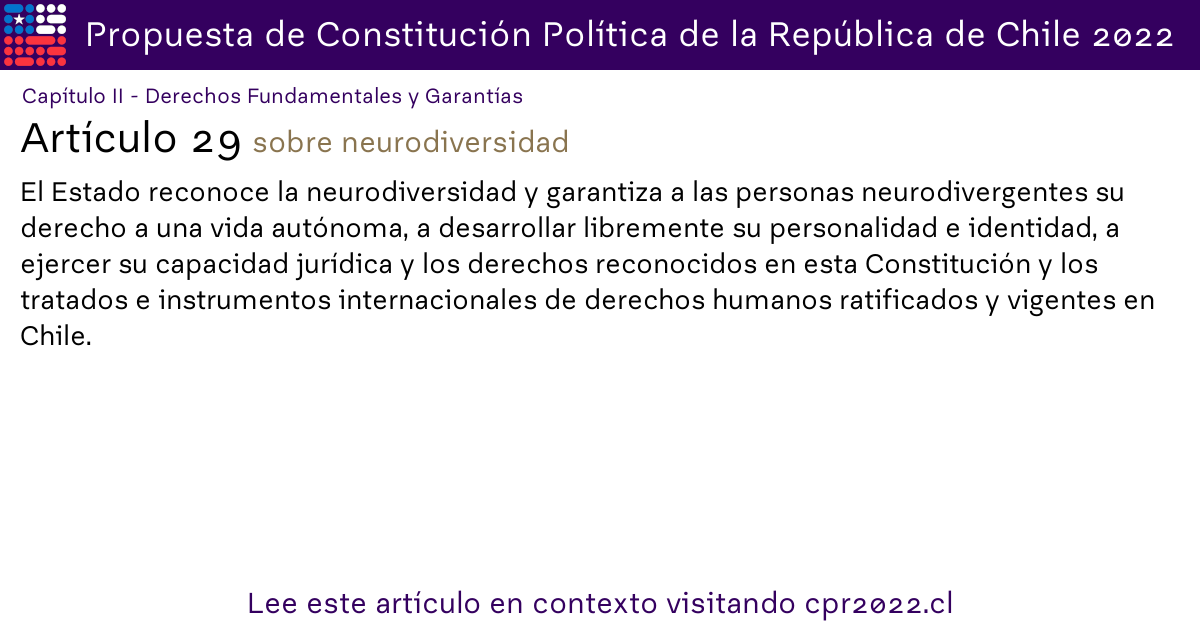 Propuesta de Constitución Política de la República de Chile 2022
Capítulo II - Derechos Fundamentales y Garantías
Artículo 29 sobre neurodiversidad
El Estado reconoce la neurodiversidad y garantiza a las personas neurodivergentes su
derecho a una vida autónoma, a desarrollar libremente su personalidad e identidad, a
ejercer su capacidad jurídica y los derechos reconocidos en esta Constitución y los
tratados e instrumentos internacionales de derechos humanos ratificados y vigentes en
Chile.
Lee este artículo en contexto visitando cpr2022.cl